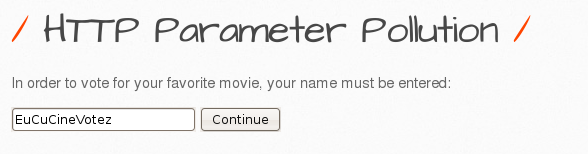 / HTTP Parameter Pollution /
In order to vote for your favorite movie, your name must be entered:
EuCuCineVotez Continue